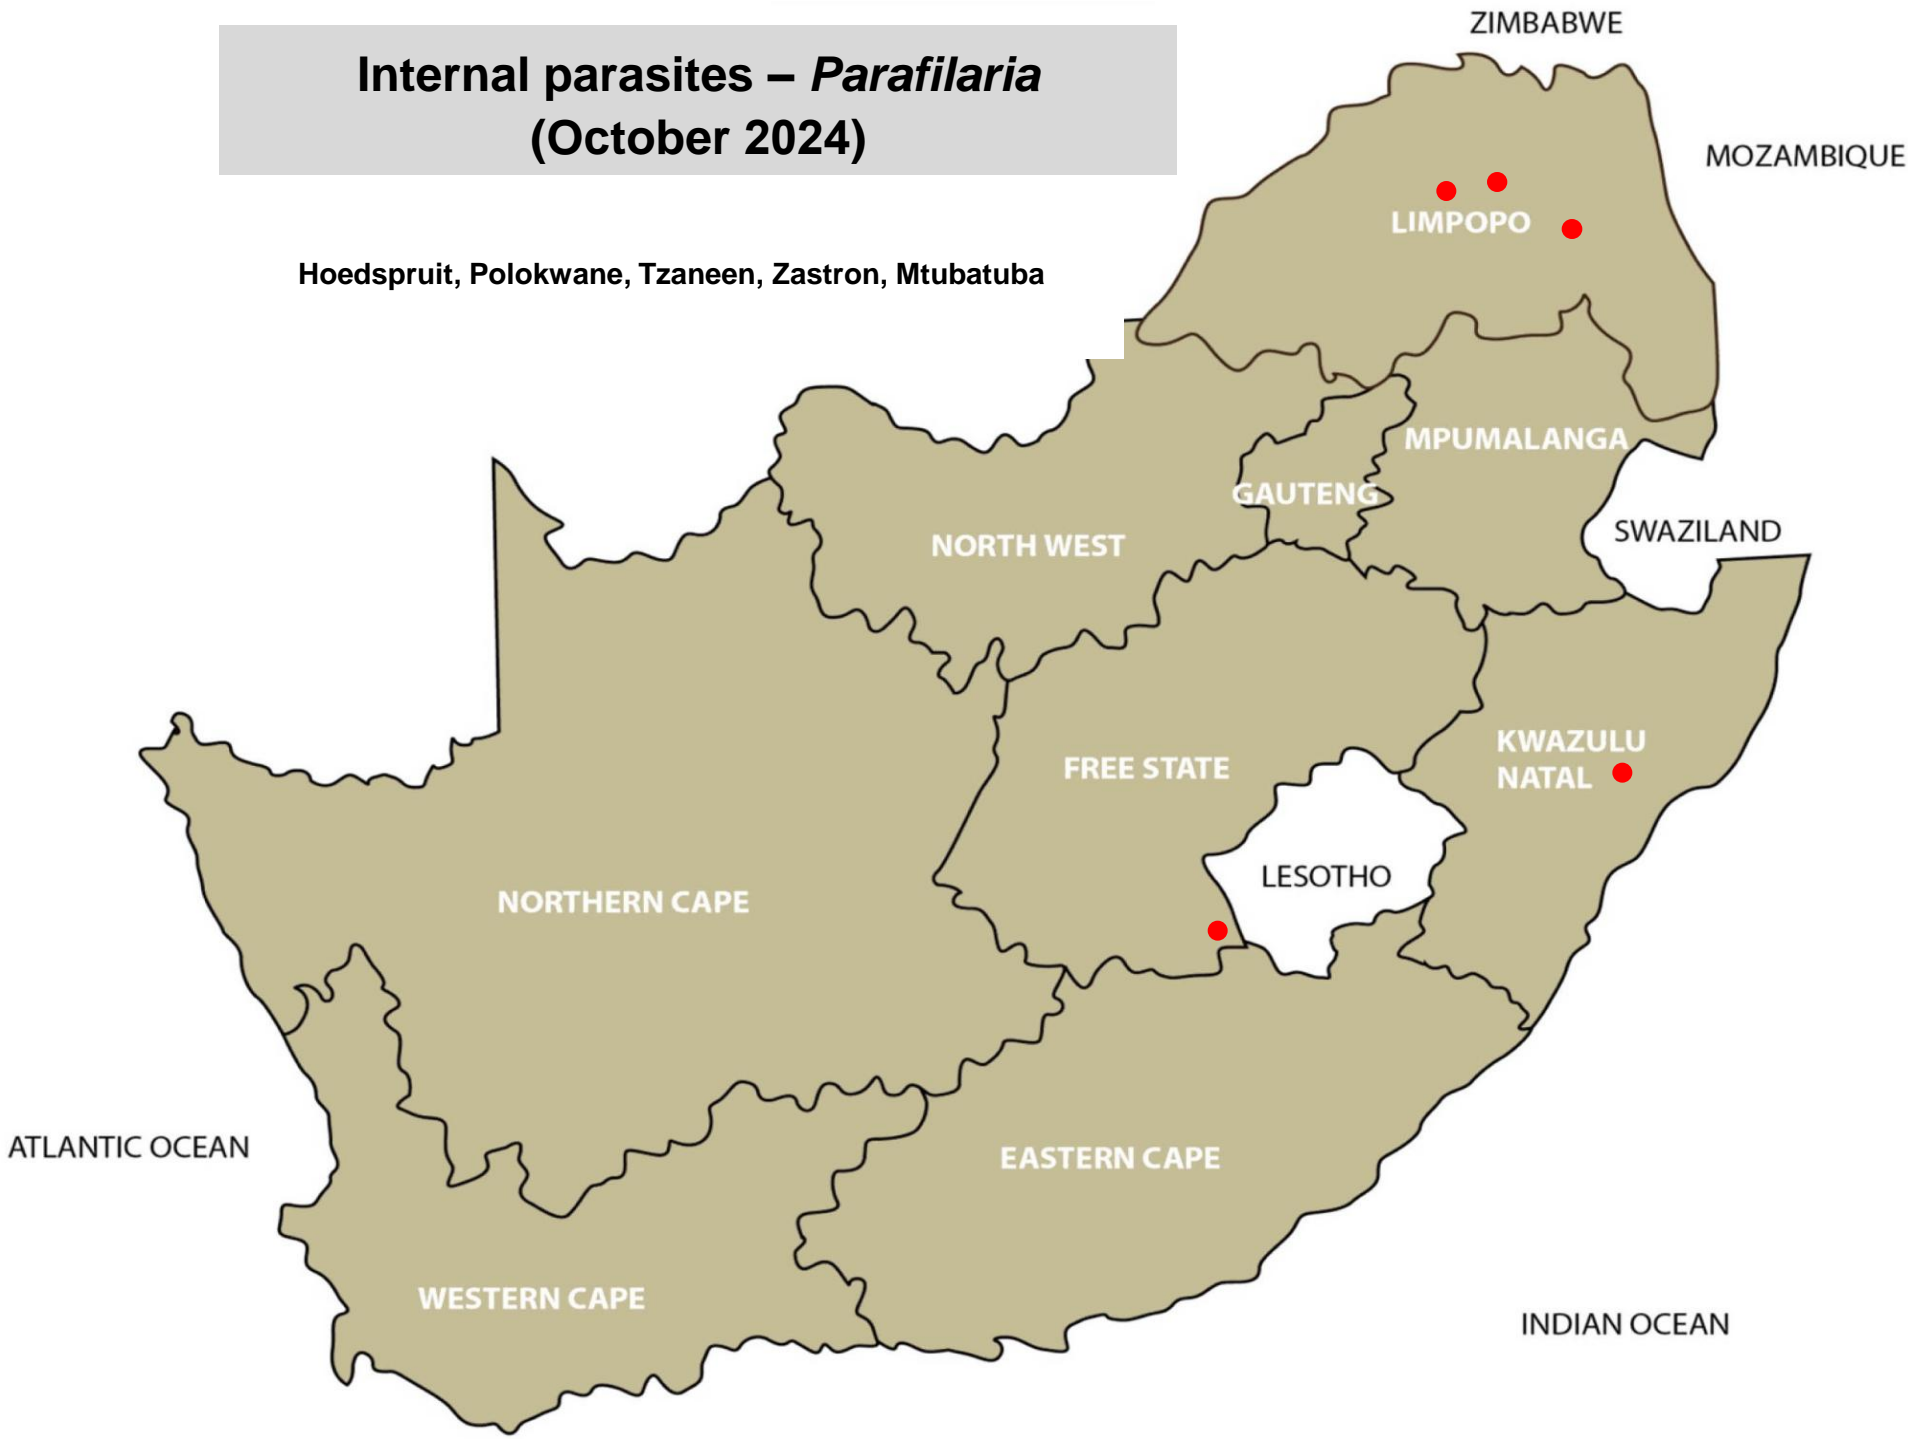 ZIMBABWE
Internal parasites – Parafilaria
(October 2024)
MOZAMBIQUE
LIMPOPO
Hoedspruit, Polokwane, Tzaneen, Zastron, Mtubatuba
MPUMALANGA
GAUTENG
SWAZILAND
NORTH WEST
KWAZULU
NATAL
FREE STATE
LESOTHO
NORTHERN CAPE
ATLANTIC OCEAN
EASTERN CAPE
WESTERN CAPE
INDIAN OCEAN